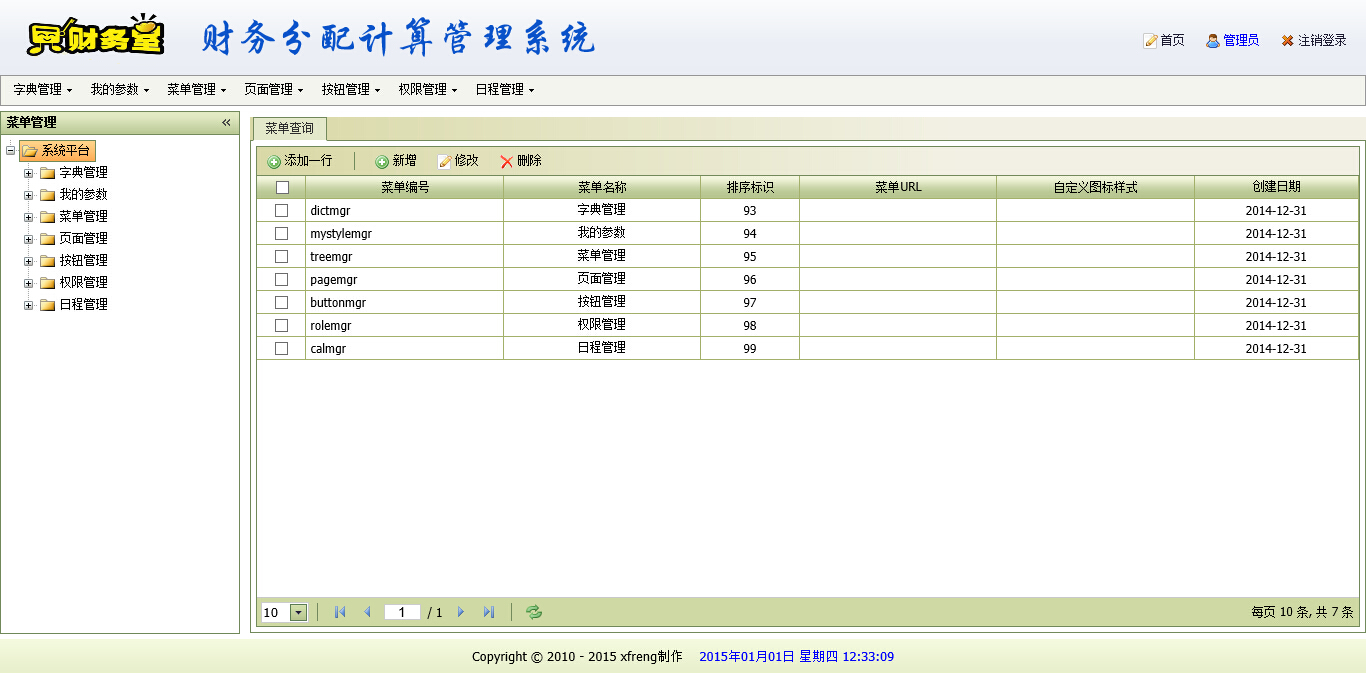 贝财务堂 财务分配计算管理系统 首页 管理员 注销登录
字典管理 我的参数 菜单管理 页面管理 按钮管理 权限管理 日程管理
菜单管理 «
系统平台
字典管理
我的参数
菜单管理
页面管理
按钮管理
权限管理
日程管理
菜单查询
添加一行 新增 修改 删除
菜单编号 菜单名称 排序标识 菜单URL 自定义图标样式 创建日期
dictmgr 字典管理 93 2014-12-31
mystylemgr 我的参数 94 2014-12-31
treemgr 菜单管理 95 2014-12-31
pagemgr 页面管理 96 2014-12-31
buttonmgr 按钮管理 97 2014-12-31
rolemgr 权限管理 98 2014-12-31
calmgr 日程管理 99 2014-12-31
10 1 / 1 每页 10 条, 共 7 条
Copyright © 2010 - 2015 xfreng制作 2015年01月01日 星期四 12:33:09